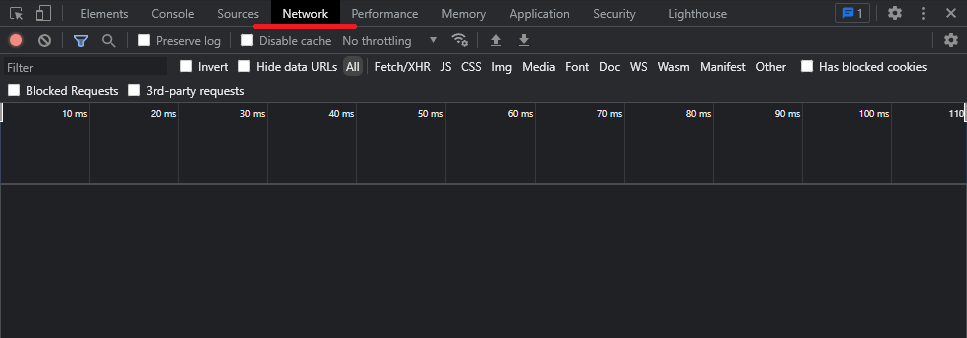 Elements Console Sources Network Performance Memory Application Security Lighthouse 1
Preserve log Disable cache No throttling
Filter Invert Hide data URLs All Fetch/XHR JS CSS Img Media Font Doc WS Wasm Manifest Other Has blocked cookies
Blocked Requests 3rd-party requests
10 ms 20 ms 30 ms 40 ms 50 ms 60 ms 70 ms 80 ms 90 ms 100 ms 110